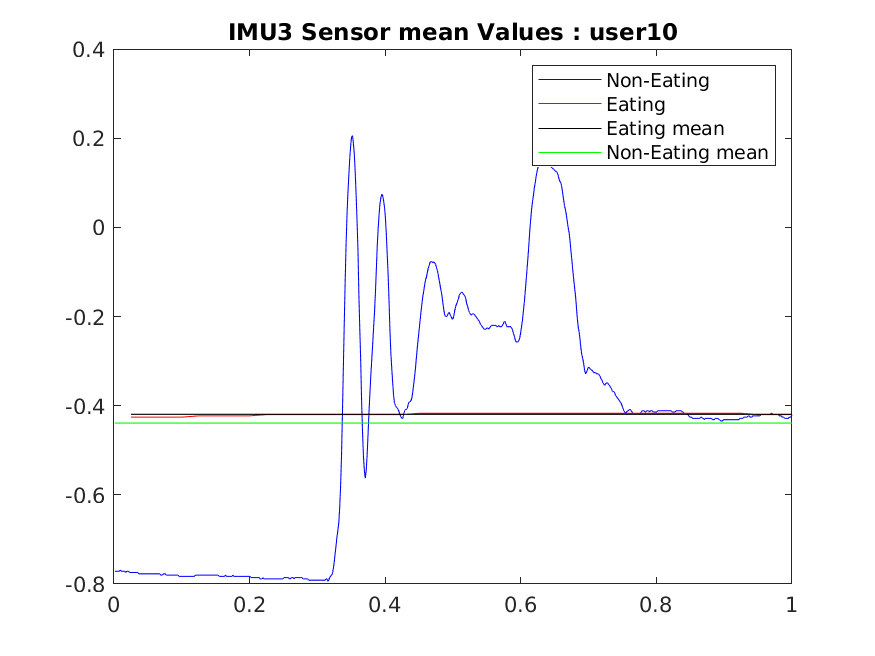 IMU3 Sensor mean Values : user10
Non-Eating
Eating
Eating mean
Non-Eating mean
0.4
0.2
0
-0.2
-0.4
-0.6
-0.8
0
0.2
0.4
0.6
0.8
1